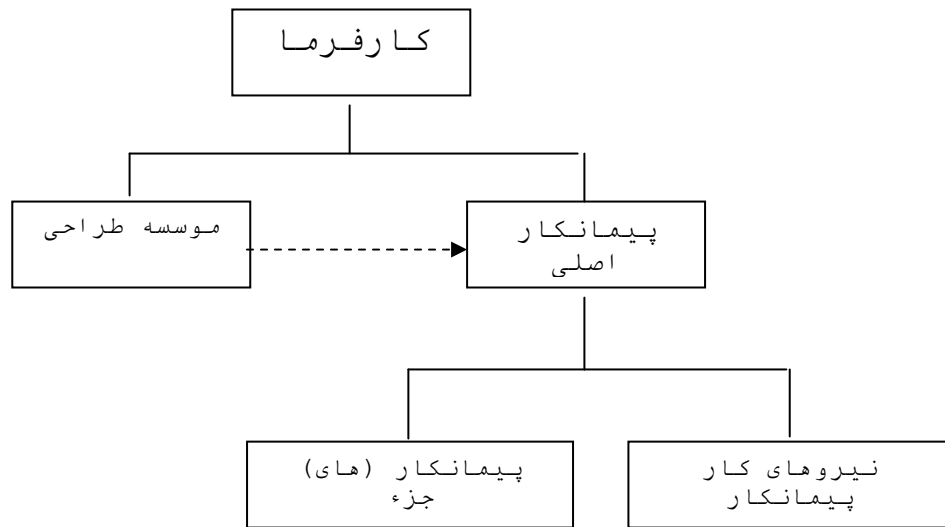 کارفرما
موسسه طراحی
پیمانکار
اصلی
پیمانکار (های)
جزء
نیروهای کار
پیمانکار